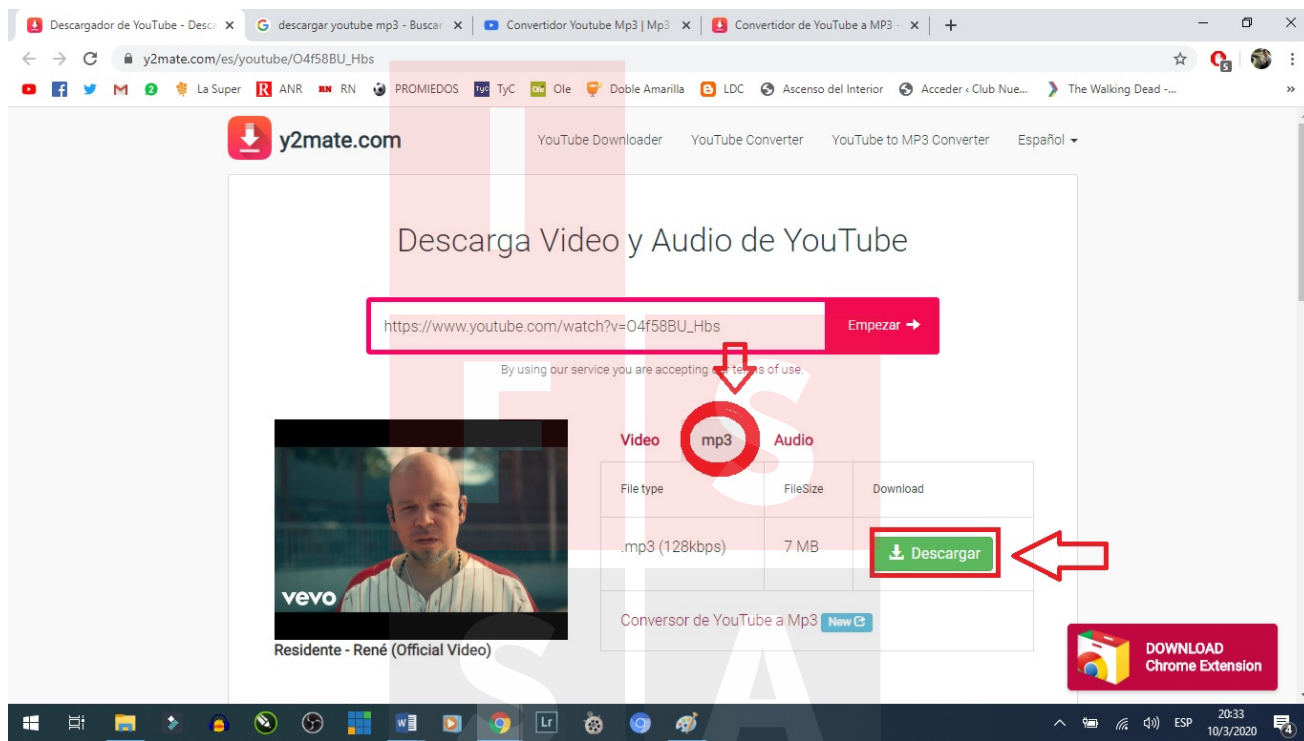 Descargador de YouTube - Desca
descargar youtube mp3 - Buscar
Convertidor Youtube Mp3 | Mp3
Convertidor de YouTube a MP3 -
y2mate.com/es/youtube/O4f58BU_Hbs
La Super
ANR
RN
PROMIEDOS
TyC
Ole
Doble Amarilla
LDC
Ascenso del Interior
Acceder ‹ Club Nue...
The Walking Dead -...
y2mate.com
YouTube Downloader
YouTube Converter
YouTube to MP3 Converter
Español
Descarga Video y Audio de YouTube
https://www.youtube.com/watch?v=O4f58BU_Hbs
Empezar
By using our service you are accepting our terms of use.
Video
mp3
Audio
File type
FileSize
Download
.mp3 (128kbps)
7 MB
Descargar
Conversor de YouTube a Mp3 New
vevo
Residente - René (Official Video)
DOWNLOAD
Chrome Extension
Lr
ESP
20:33
10/3/2020
4